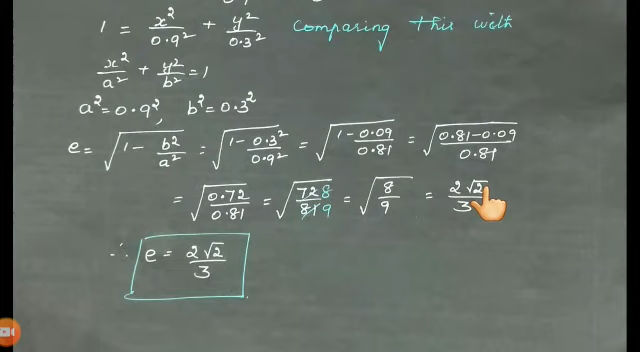 1 = x²/0.9² + y²/0.3² Comparing this with
x²/a² + y²/b² = 1
a² = 0.9², b² = 0.3²
e = √(1 - b²/a²) = √(1 - 0.3²/0.9²) = √(1 - 0.09/0.81) = √((0.81 - 0.09)/0.81)
= √(0.72/0.81) = √(72/81) 8 9 = √(8/9) = 2√2/3
∴ e = 2√2/3